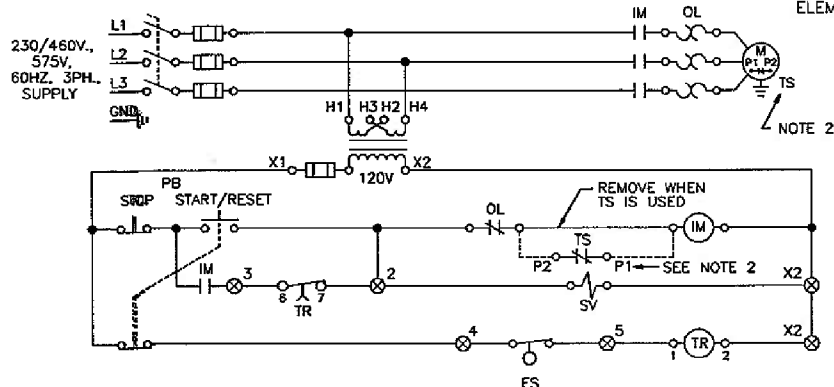 ELEM
L1
IM
OL
230/460V.,
575V,
60HZ. 3PH..
SUPPLY
L2
M
P1 P2
L3
TS
GND
H1 H3 H2 H4
NOTE 2
X1
X2
120V
PB
STOP
START/RESET
REMOVE WHEN
TS IS USED
OL
IM
TS
P2
P1
SEE NOTE 2
IM
3
2
X2
6
7
TR
SV
4
5
X2
1
TR
2
FS